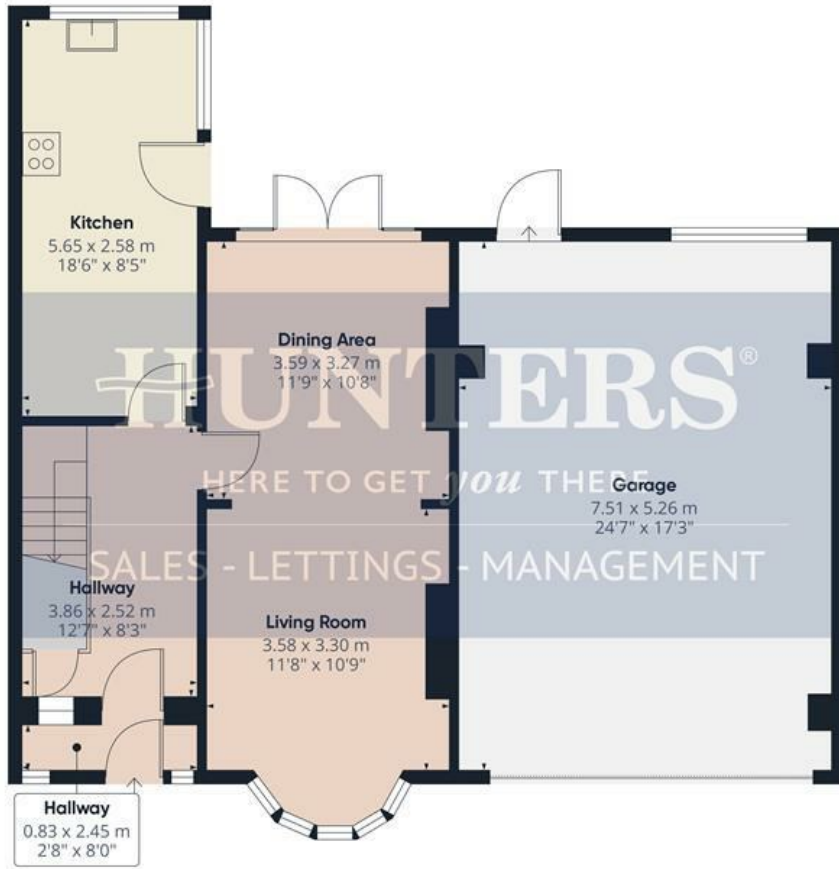 Kitchen
5.65 x 2.58 m
18'6" x 8'5"
Dining Area
3.59 x 3.27 m
11'9" x 10'8"
HUNTERS®
HERE TO GET you THERE
Garage
7.51 x 5.26 m
24'7" x 17'3"
SALES - LETTINGS - MANAGEMENT
Hallway
3.86 x 2.52 m
12'7" x 8'3"
Living Room
3.58 x 3.30 m
11'8" x 10'9"
Hallway
0.83 x 2.45 m
2'8" x 8'0"